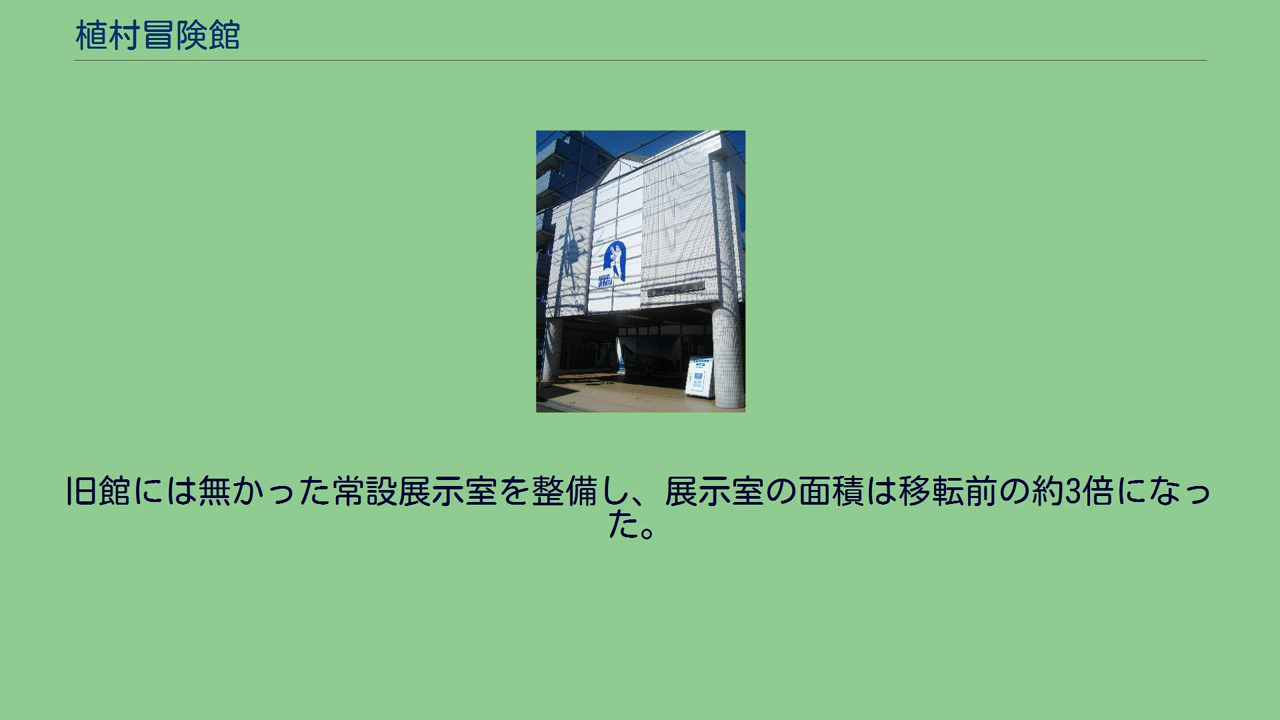 植村冒険館
旧館には無かった常設展示室を整備し、展示室の面積は移転前の約3倍になっ
た。